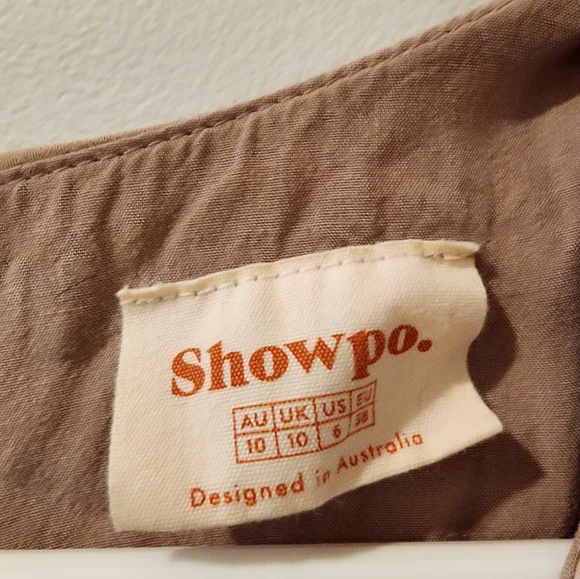 Showpo.
AU UK US EU
10 10 6 38
Designed in Australia